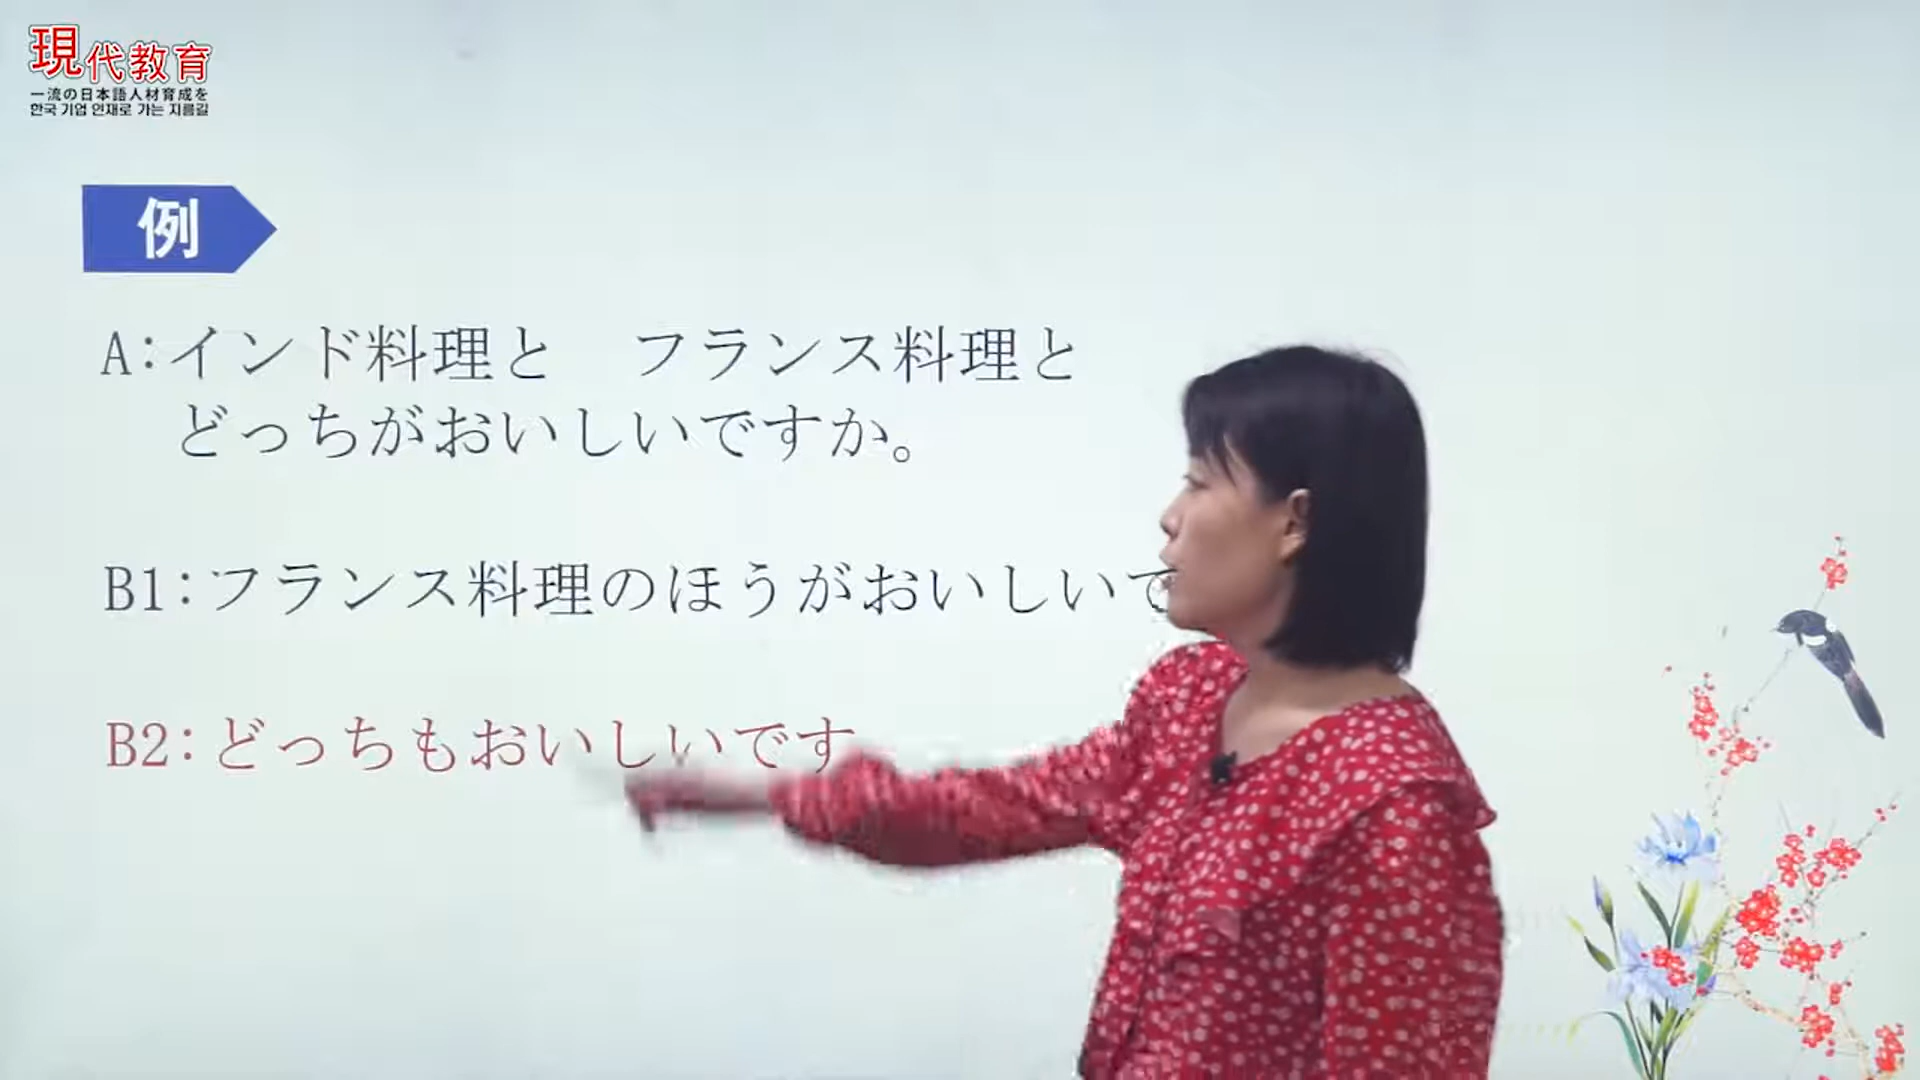 現代教育
一流の日本語人材育成を
한국 기업 인재로 가는 지름길
例
A:インド料理と　フランス料理と
どっちがおいしいですか。
B1:フランス料理のほうがおいしいで
B2:どっちもおいしいです